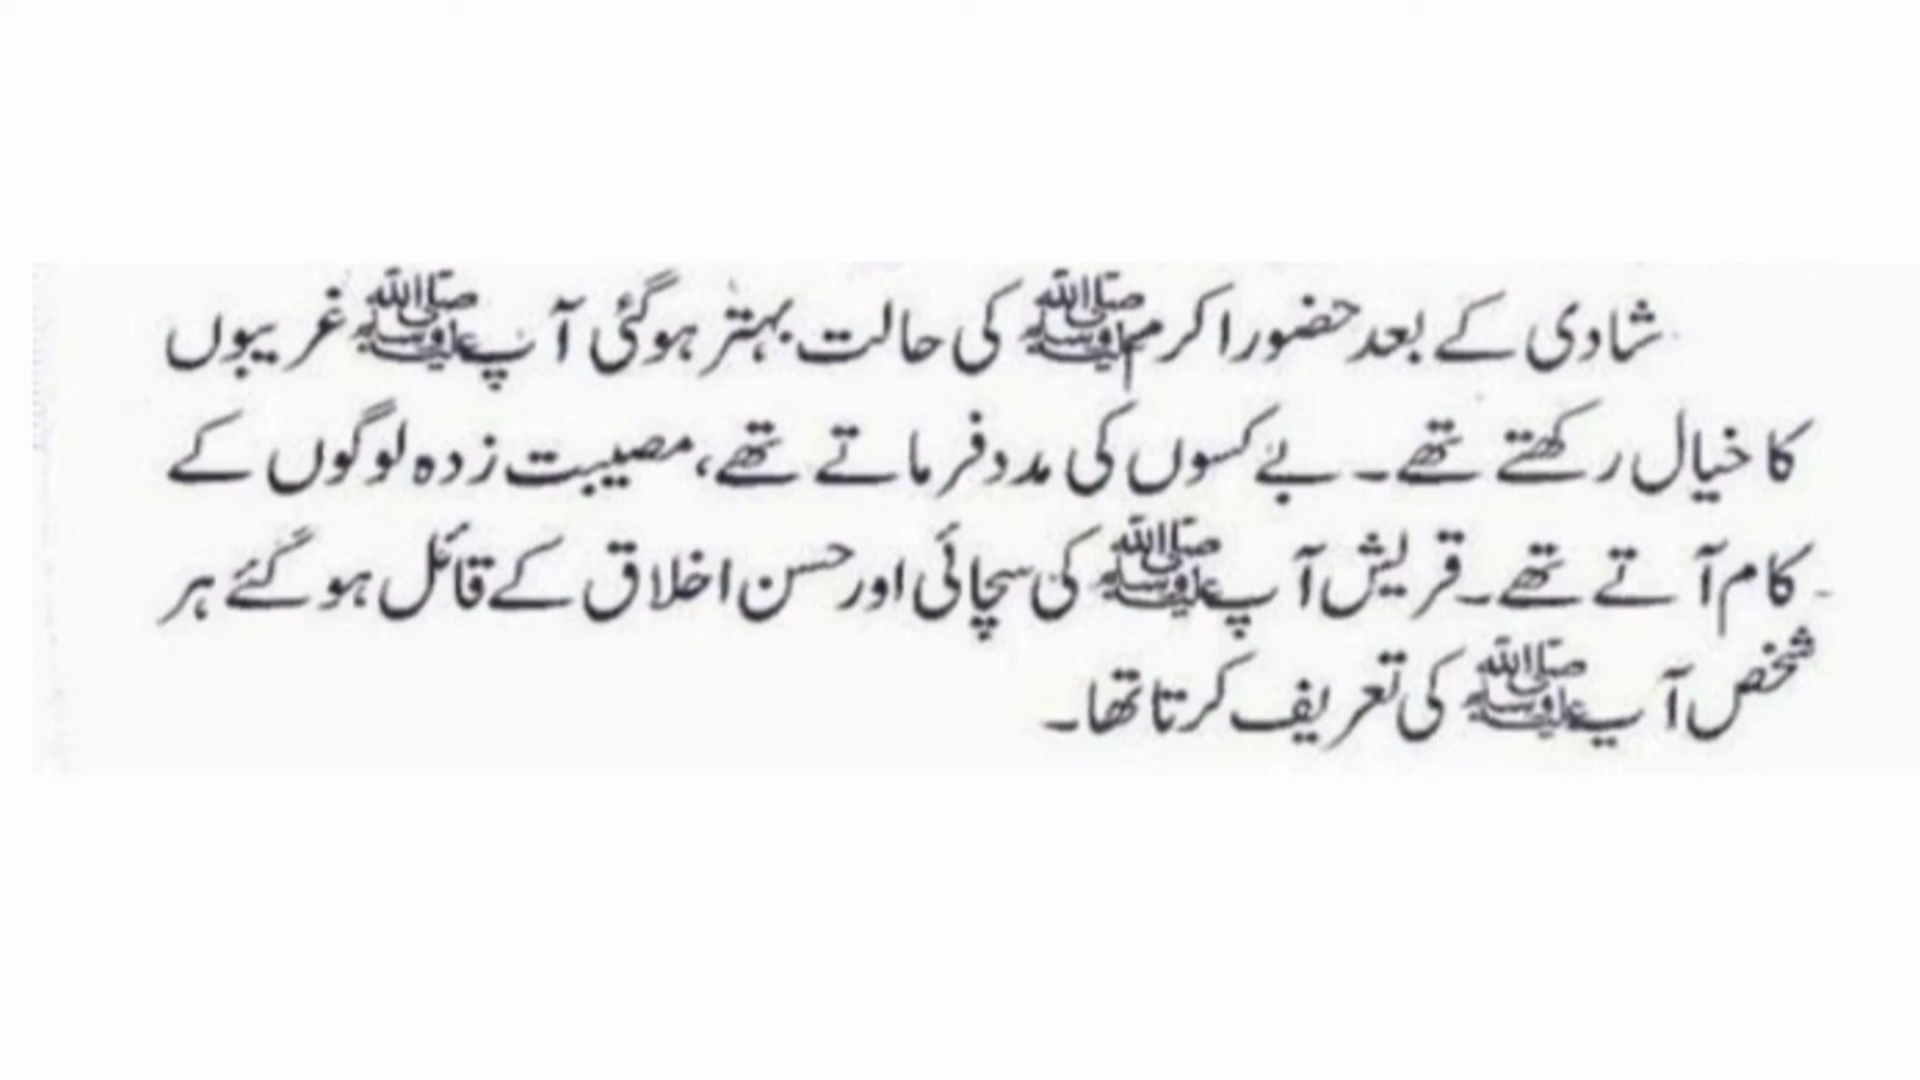 شادی کے بعد حضور اکرم ﷺ کی حالت بہتر ہوگئی آپ ﷺ غریبوں
کا خیال رکھتے تھے۔ بے کسوں کی مدد فرماتے تھے، مصیبت زدہ لوگوں کے
کام آتے تھے۔ قریش آپ ﷺ کی سچائی اور حسن اخلاق کے قائل ہوگئے ہر
شخص آپ ﷺ کی تعریف کرتا تھا۔